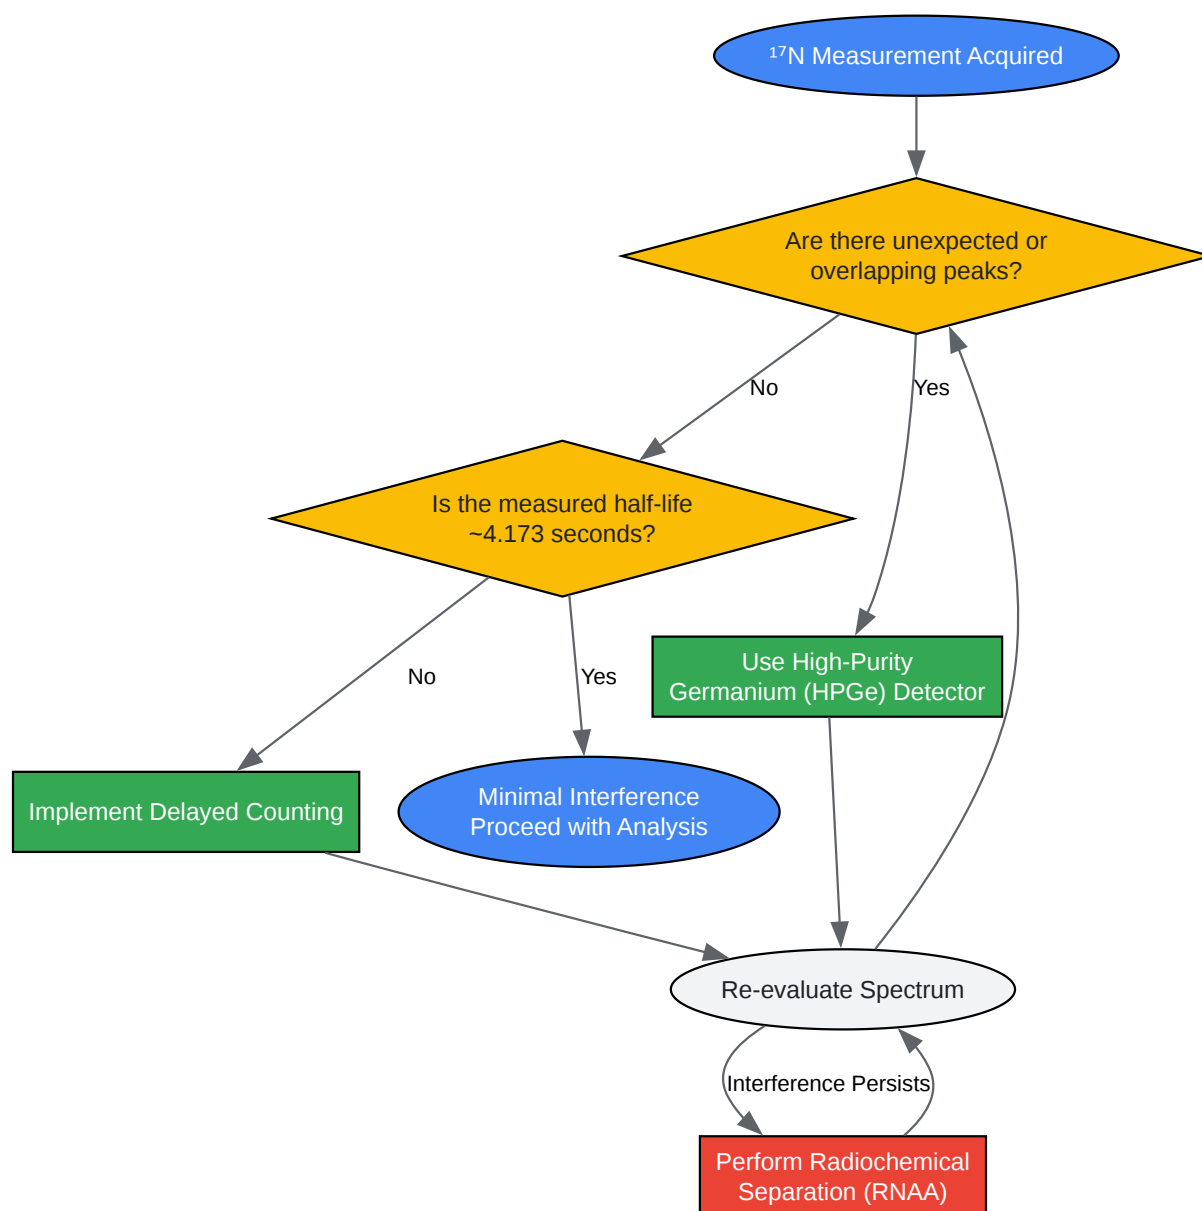 ¹⁷N Measurement Acquired
Are there unexpected or
overlapping peaks?
No
Yes
Is the measured half-life
~4.173 seconds?
No
Yes
Use High-Purity
Germanium (HPGe) Detector
Implement Delayed Counting
Minimal Interference
Proceed with Analysis
Re-evaluate Spectrum
Interference Persists
Perform Radiochemical
Separation (RNAA)